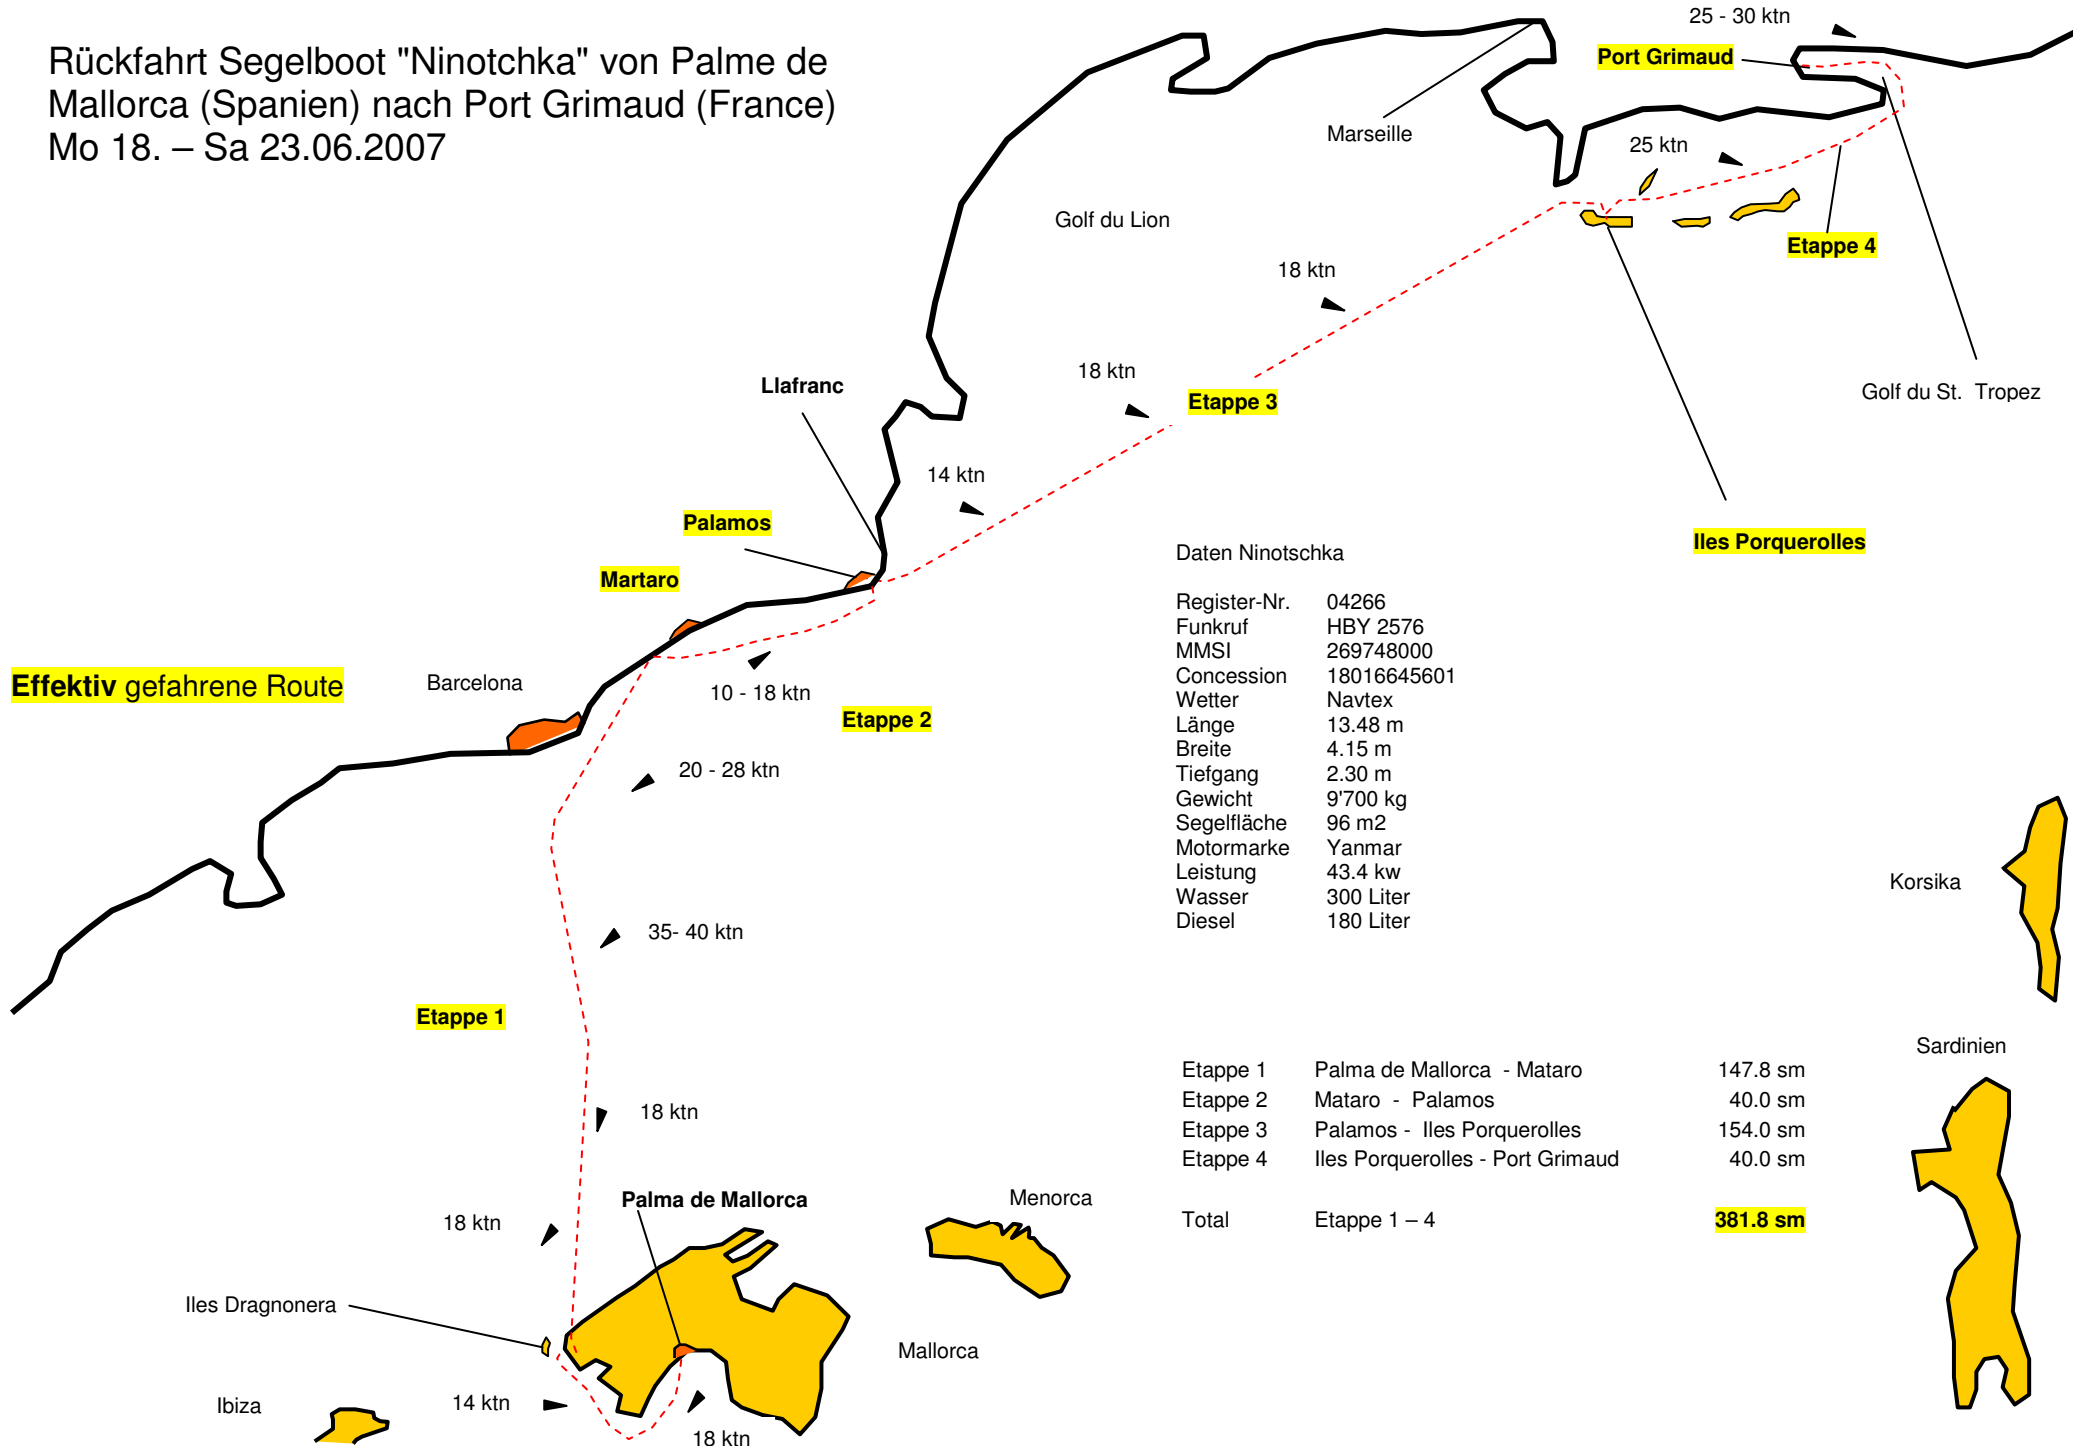 Rückfahrt Segelboot "Ninotchka" von Palme de
Mallorca (Spanien) nach Port Grimaud (France)
Mo 18. – Sa 23.06.2007
25 - 30 ktn
Port Grimaud
Marseille
25 ktn
Golf du Lion
Etappe 4
18 ktn
18 ktn
Llafranc
Etappe 3
Golf du St. Tropez
14 ktn
Palamos
Iles Porquerolles
Martaro
Effektiv gefahrene Route
Barcelona
10 - 18 ktn
Etappe 2
20 - 28 ktn
35- 40 ktn
Etappe 1
Daten Ninotschka
Register-Nr. 04266
Funkruf HBY 2576
MMSI 269748000
Concession 18016645601
Wetter Navtex
Länge 13.48 m
Breite 4.15 m
Tiefgang 2.30 m
Gewicht 9'700 kg
Segelfläche 96 m2
Motormarke Yanmar
Leistung 43.4 kw
Wasser 300 Liter
Diesel 180 Liter
Korsika
Sardinien
Etappe 1 Palma de Mallorca - Mataro 147.8 sm
Etappe 2 Mataro - Palamos 40.0 sm
Etappe 3 Palamos - Iles Porquerolles 154.0 sm
Etappe 4 Iles Porquerolles - Port Grimaud 40.0 sm
Total Etappe 1 – 4 381.8 sm
18 ktn
Palma de Mallorca
Menorca
18 ktn
Iles Dragnonera
Mallorca
Ibiza
14 ktn
18 ktn